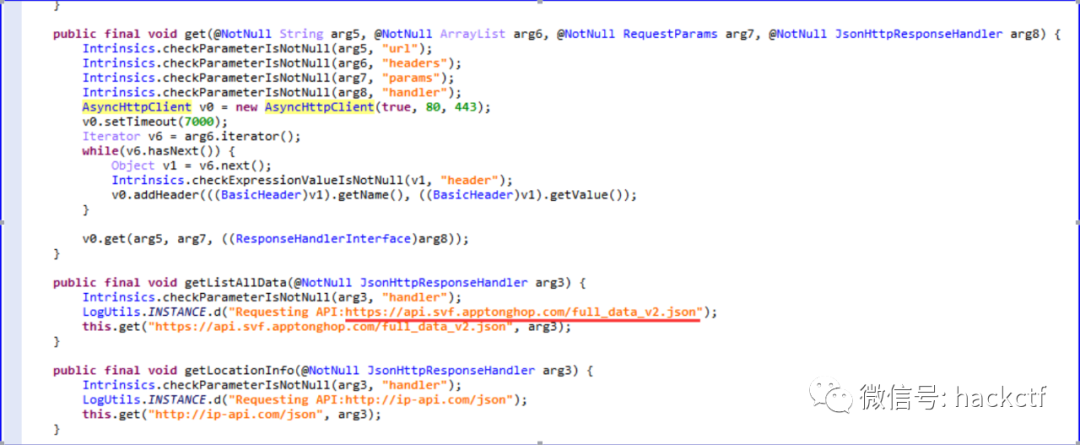 }
public final void get(@NotNull String arg5, @NotNull ArrayList arg6, @NotNull RequestParams arg7, @NotNull JsonHttpResponseHandler arg8) {
Intrinsics.checkParameterIsNotNull(arg5, "url");
Intrinsics.checkParameterIsNotNull(arg6, "headers");
Intrinsics.checkParameterIsNotNull(arg7, "params");
Intrinsics.checkParameterIsNotNull(arg8, "handler");
AsyncHttpClient v0 = new AsyncHttpClient(true, 80, 443);
v0.setTimeout(7000);
Iterator v6 = arg6.iterator();
while(v6.hasNext()) {
Object v1 = v6.next();
Intrinsics.checkExpressionValueIsNotNull(v1, "header");
v0.addHeader(((BasicHeader)v1).getName(), ((BasicHeader)v1).getValue());
}
v0.get(arg5, arg7, ((ResponseHandlerInterface)arg8));
}
public final void getListAllData(@NotNull JsonHttpResponseHandler arg3) {
Intrinsics.checkParameterIsNotNull(arg3, "handler");
LogUtils.INSTANCE.d("Requesting API:https://api.svf.apptonghop.com/full_data_v2.json");
this.get("https://api.svf.apptonghop.com/full_data_v2.json", arg3);
}
public final void getLocationInfo(@NotNull JsonHttpResponseHandler arg3) {
Intrinsics.checkParameterIsNotNull(arg3, "handler");
LogUtils.INSTANCE.d("Requesting API:http://ip-api.com/json");
this.get("http://ip-api.com/json", arg3);
}
微信号: hackctf